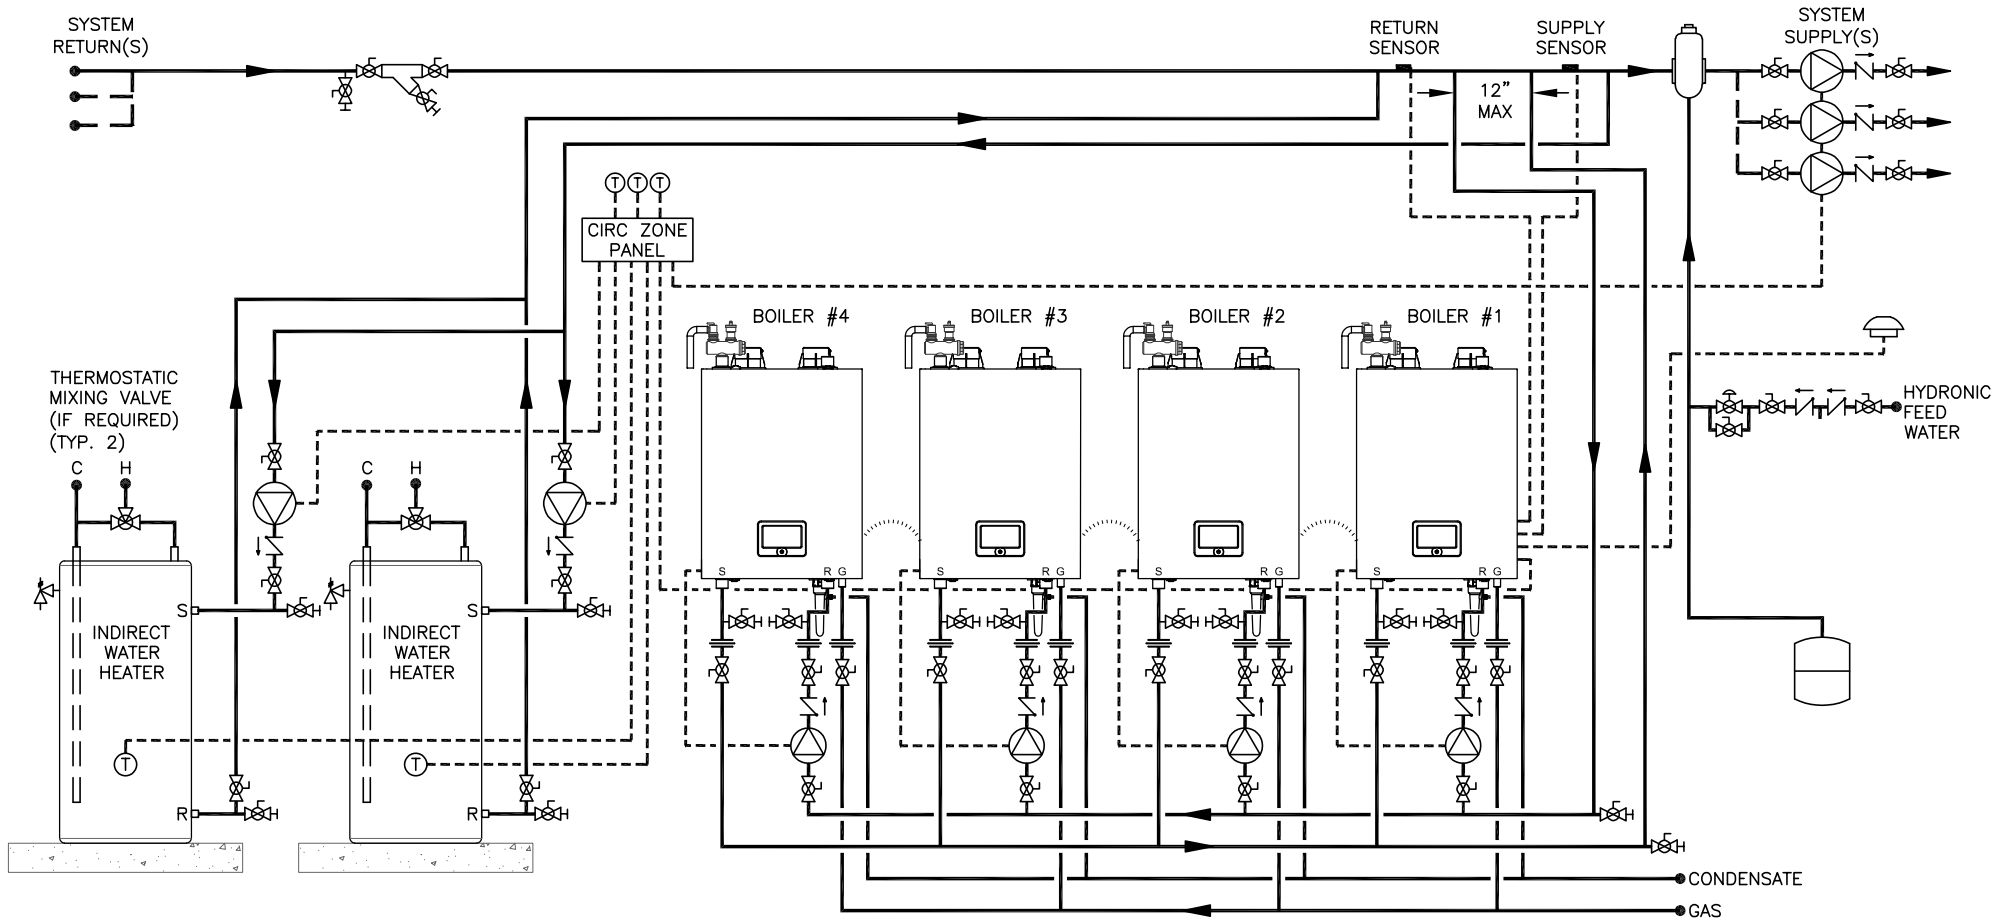 SYSTEM
RETURN(S)
RETURN
SENSOR
SUPPLY
SENSOR
SYSTEM
SUPPLY(S)
12"
MAX
T T T
CIRC ZONE
PANEL
BOILER #4
BOILER #3
BOILER #2
BOILER #1
THERMOSTATIC
MIXING VALVE
(IF REQUIRED)
(TYP. 2)
HYDRONIC
FEED
WATER
C H
C H
S R G
S R G
S R G
S R G
S
INDIRECT
WATER
HEATER
T
R
S
INDIRECT
WATER
HEATER
T
R
CONDENSATE
GAS